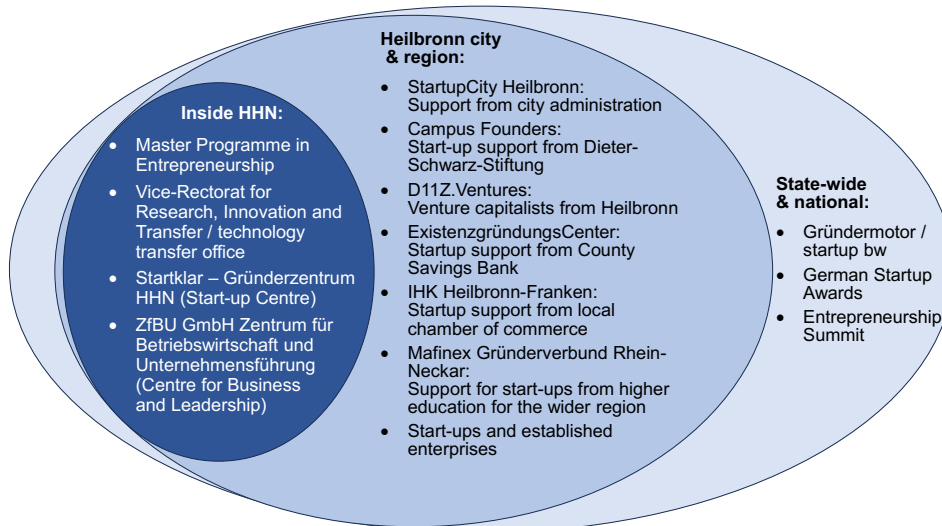 Inside HHN:
• Master Programme in
Entrepreneurship
• Vice-Rectorat for
Research, Innovation and
Transfer / technology
transfer office
• Startklar – Gründerzentrum
HHN (Start-up Centre)
• ZfBU GmbH Zentrum für
Betriebswirtschaft und
Unternehmensführung
(Centre for Business
and Leadership)
Heilbronn city
& region:
• StartupCity Heilbronn:
Support from city administration
• Campus Founders:
Start-up support from Dieter-
Schwarz-Stiftung
• D11Z.Ventures:
Venture capitalists from Heilbronn
• ExistenzgründungsCenter:
Startup support from County
Savings Bank
• IHK Heilbronn-Franken:
Startup support from local
chamber of commerce
• Mafinex Gründerverbund Rhein-
Neckar:
Support for start-ups from higher
education for the wider region
• Start-ups and established
enterprises
State-wide
& national:
• Gründermotor /
startup bw
• German Startup
Awards
• Entrepreneurship
Summit